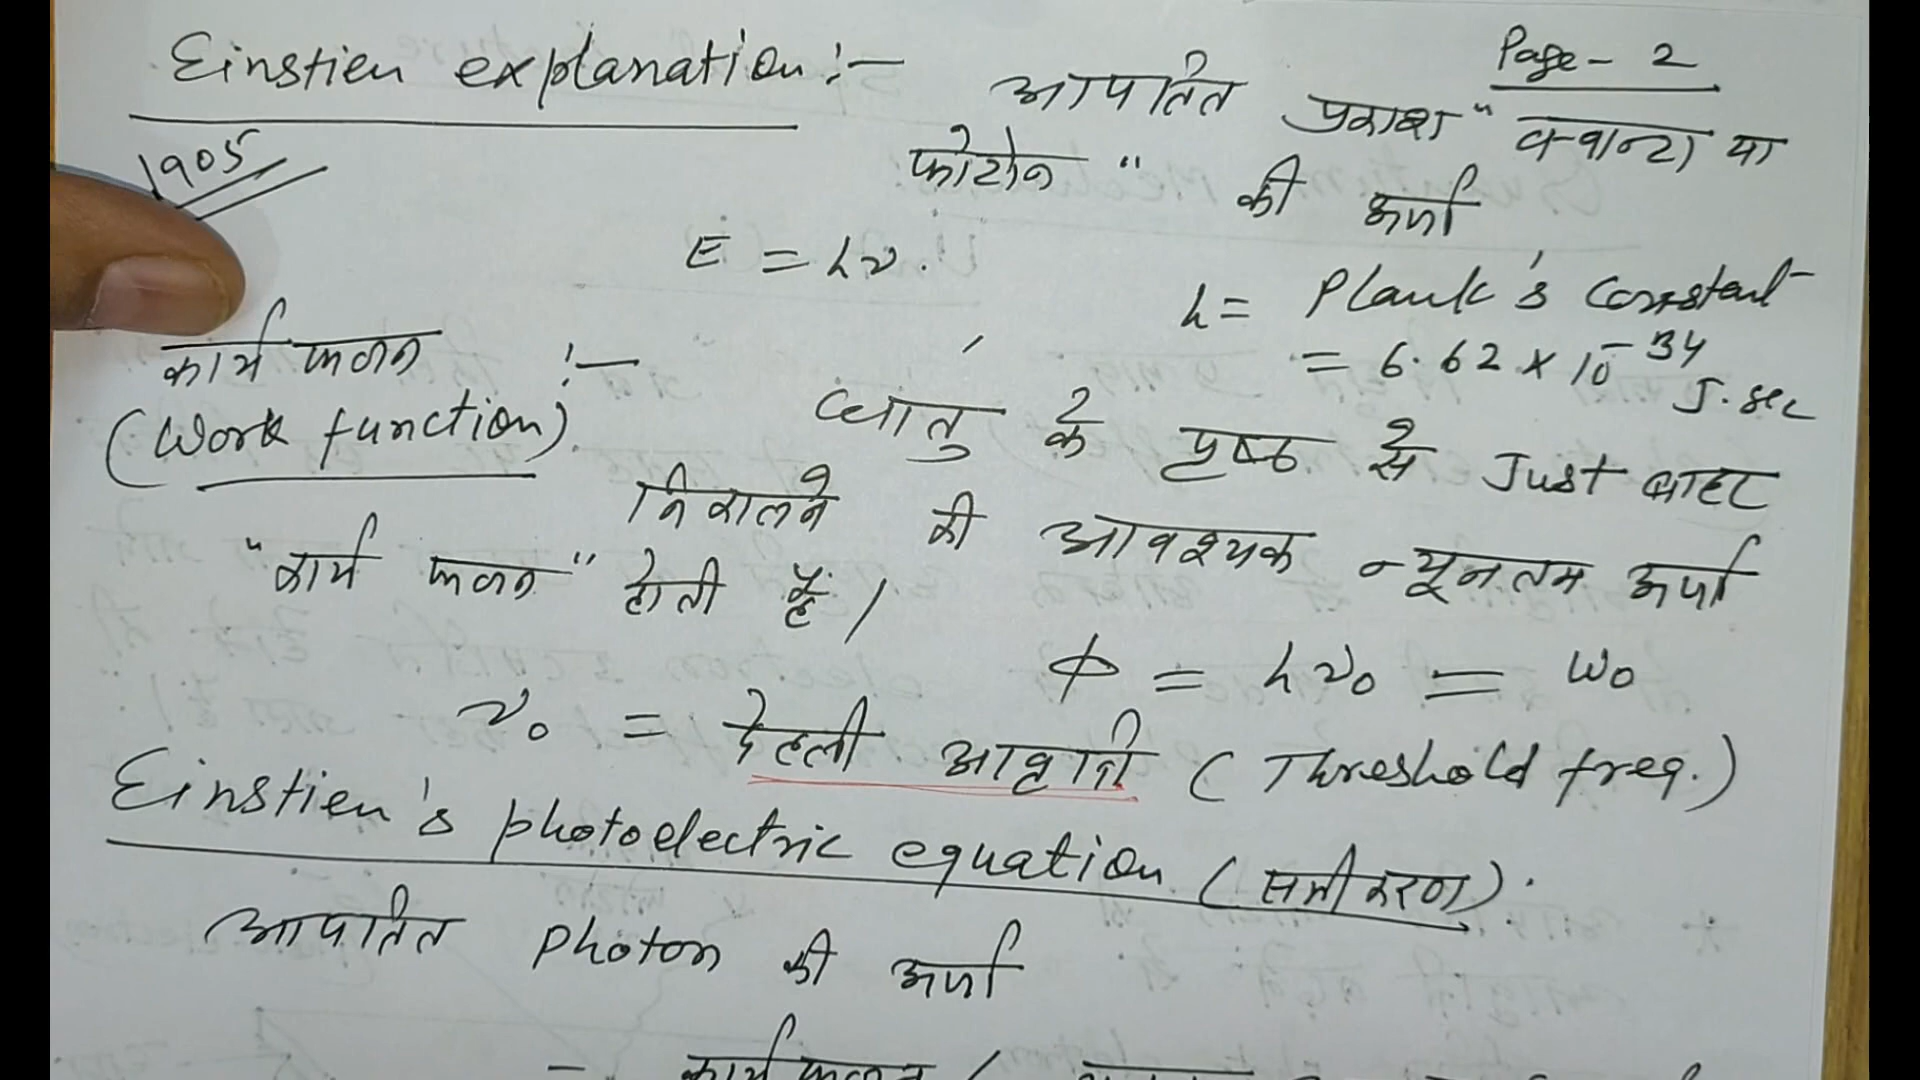 Page - 2
Einstien explanation :-
1905
आपतित प्रकाश "क्वान्टा या
फोटोन" की ऊर्जा
E = hν.
h = Plank's Constant
= 6.62 × 10^-34 J. sec
कार्य फलन :-
(Work function)
धातु के पृष्ठ से Just बाहर
निकालने की आवश्यक न्यूनतम ऊर्जा
"कार्य फलन" होती है।
ϕ = hν₀ = W₀
ν₀ = देहली आवृत्ति (Threshold freq.)
Einstien's photoelectric equation (समीकरण).
आपतित Photon की ऊर्जा
= कार्य फलन